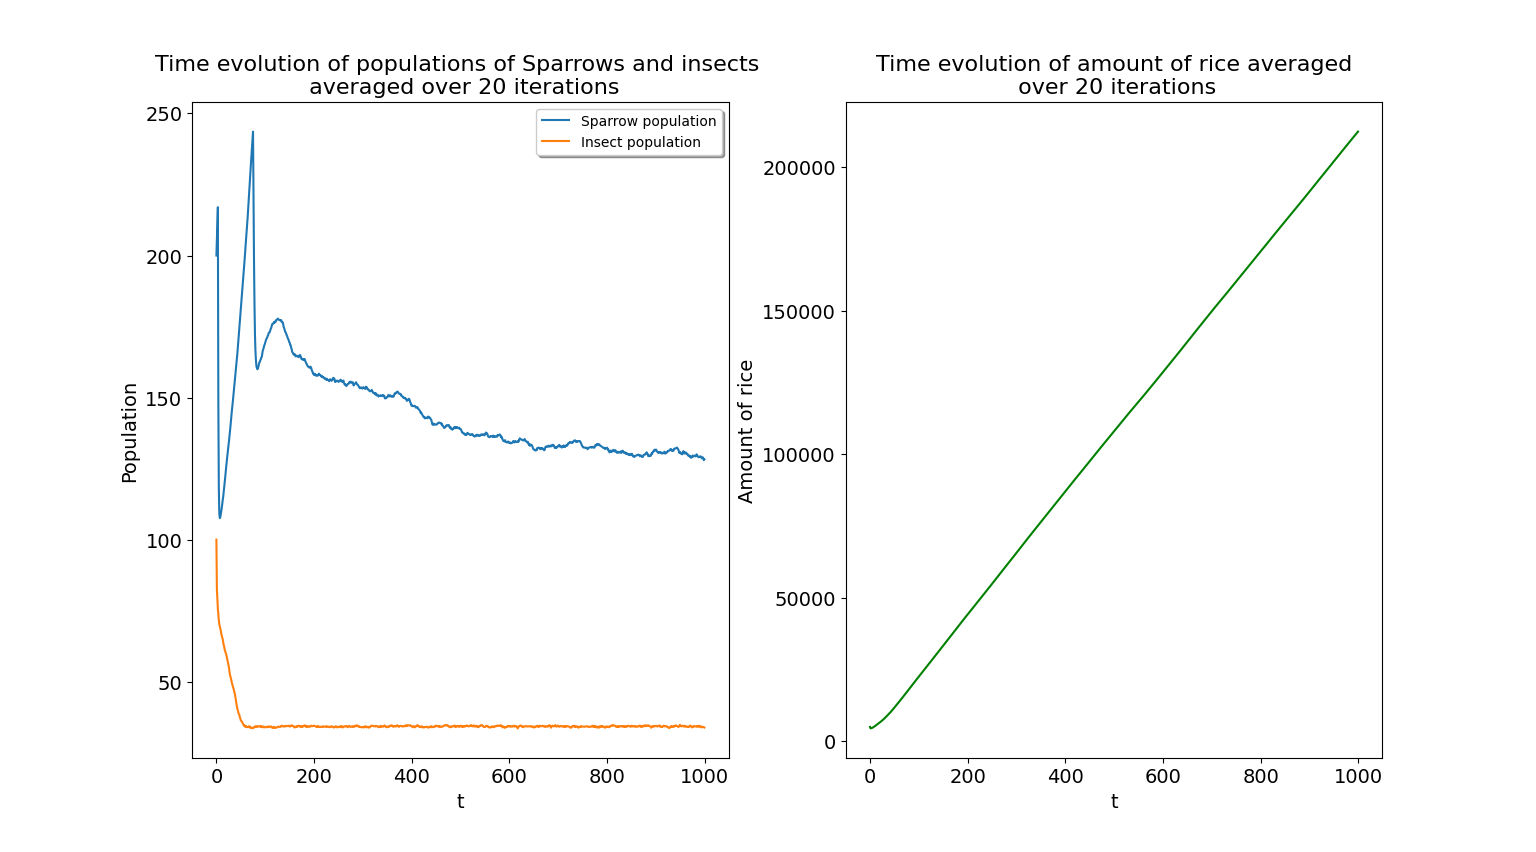 Time evolution of populations of Sparrows and insects
averaged over 20 iterations
250
200
150
100
50
Population
Sparrow population
Insect population
0
200
400
600
800
1000
t
Time evolution of amount of rice averaged
over 20 iterations
200000
150000
100000
50000
0
Amount of rice
0
200
400
600
800
1000
t